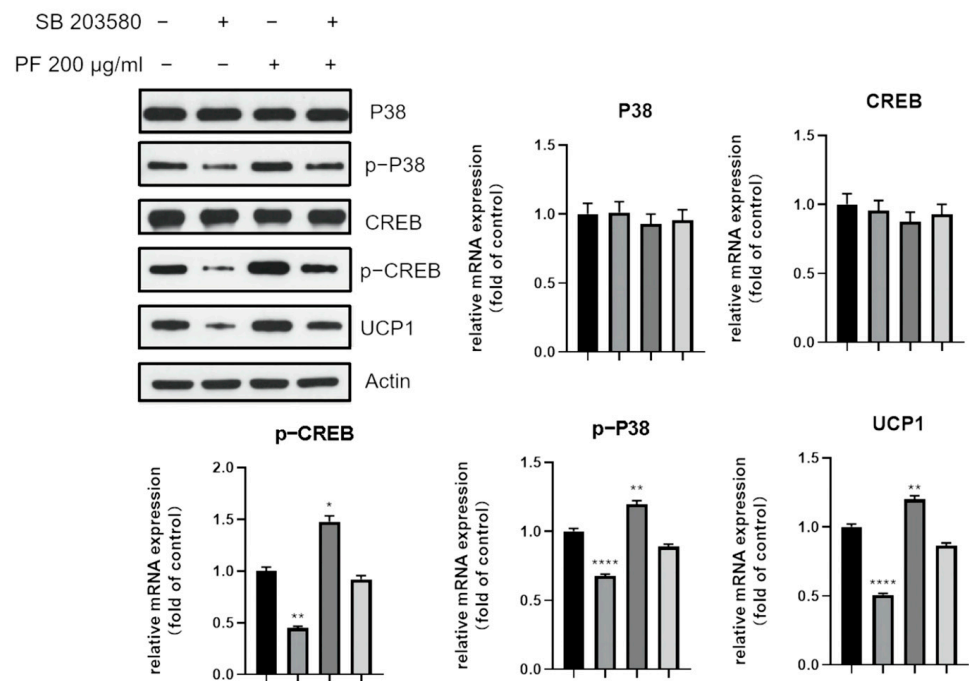 SB 203580 − + − +
PF 200 μg/ml − − + +
P38
p−P38
CREB
p−CREB
UCP1
Actin
P38
relative mRNA expression
(fold of control)
1.5
1.0
0.5
0.0
CREB
relative mRNA expression
(fold of control)
1.5
1.0
0.5
0.0
p−CREB
relative mRNA expression
(fold of control)
2.0
1.5
1.0
0.5
0.0
**
*
p−P38
relative mRNA expression
(fold of control)
1.5
1.0
0.5
0.0
****
**
UCP1
relative mRNA expression
(fold of control)
1.5
1.0
0.5
0.0
****
**